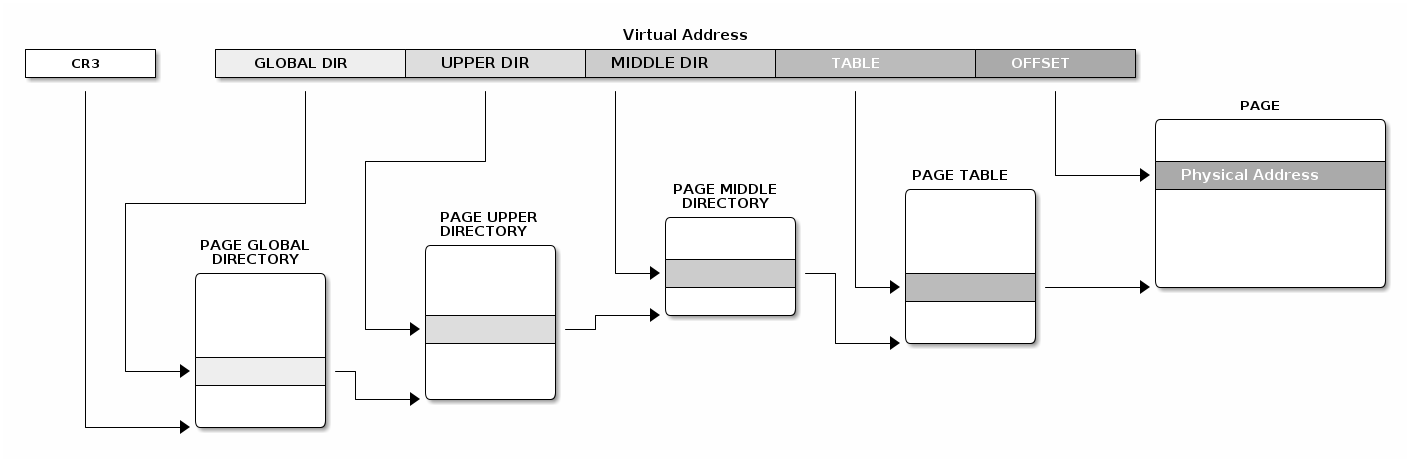 Virtual Address
CR3
GLOBAL DIR
UPPER DIR
MIDDLE DIR
TABLE
OFFSET
PAGE
Physical Address
PAGE TABLE
PAGE MIDDLE
DIRECTORY
PAGE UPPER
DIRECTORY
PAGE GLOBAL
DIRECTORY